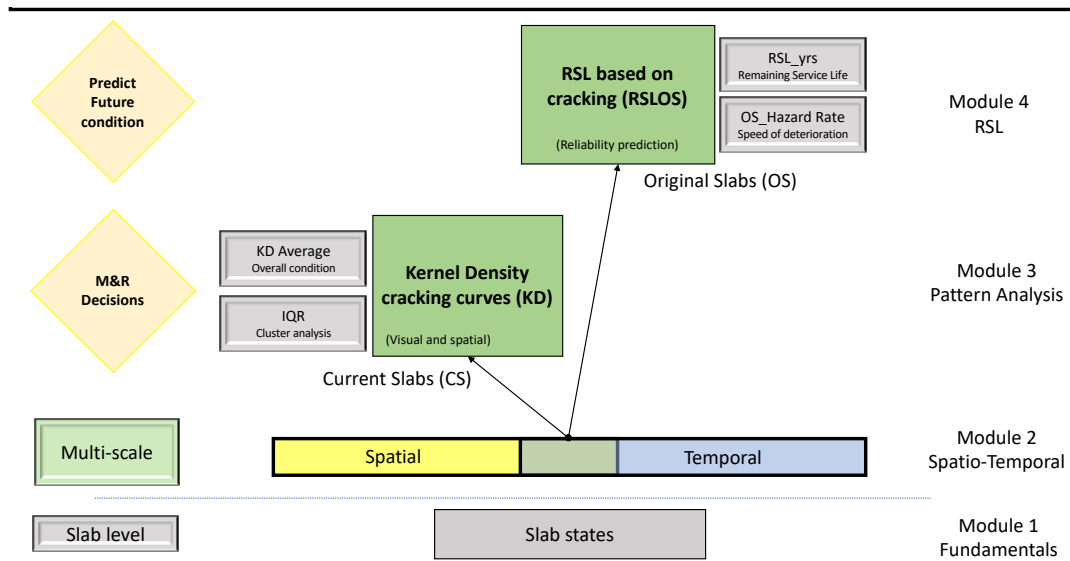 Predict
Future
condition
RSL based on
cracking (RSLOS)
(Reliability prediction)
RSL_yrs
Remaining Service Life
OS_Hazard Rate
Speed of deterioration
Module 4
RSL
Original Slabs (OS)
M&R
Decisions
KD Average
Overall condition
IQR
Cluster analysis
Kernel Density
cracking curves (KD)
(Visual and spatial)
Module 3
Pattern Analysis
Current Slabs (CS)
Multi-scale
Spatial
Temporal
Module 2
Spatio-Temporal
Slab level
Slab states
Module 1
Fundamentals